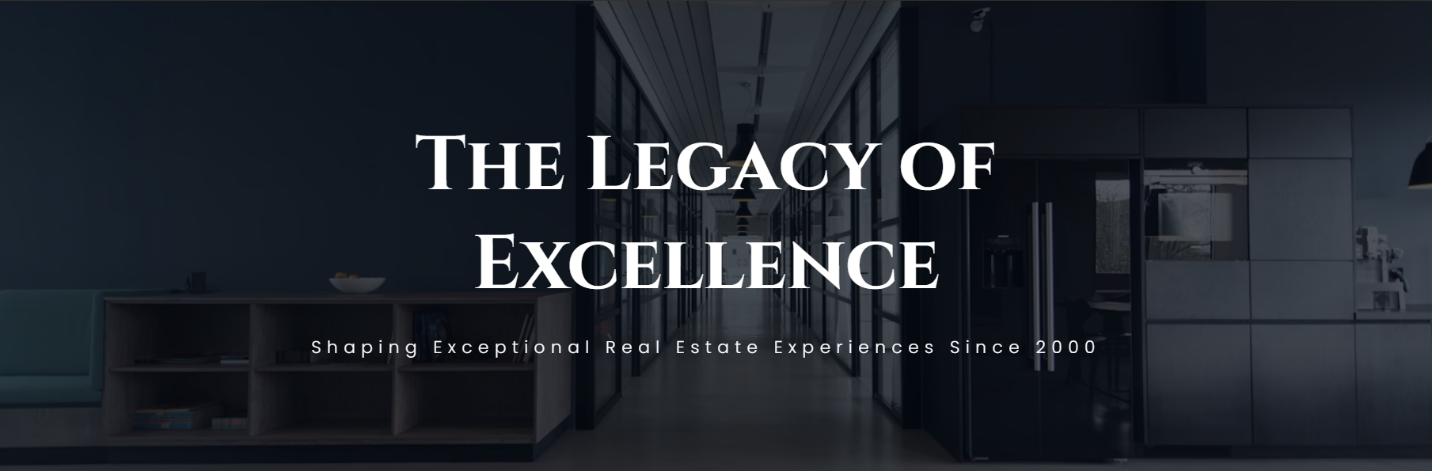 The Legacy of
Excellence
Shaping Exceptional Real Estate Experiences Since 2000